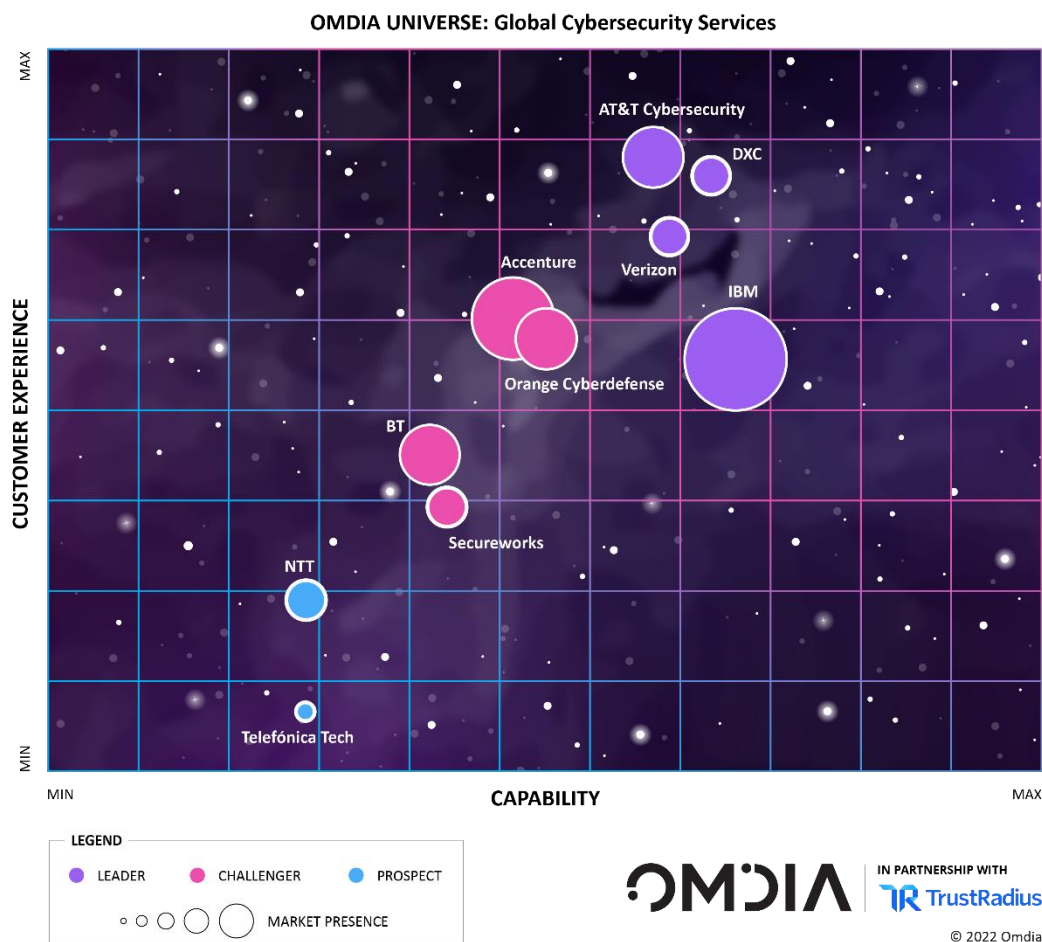 OMDIA UNIVERSE: Global Cybersecurity Services
MAX
AT&T Cybersecurity
DXC
Verizon
Accenture
IBM
Orange Cyberdefense
BT
Secureworks
NTT
Telefónica Tech
CUSTOMER EXPERIENCE
MIN
MIN
CAPABILITY
MAX
LEGEND
LEADER
CHALLENGER
PROSPECT
MARKET PRESENCE
OMDIA
IN PARTNERSHIP WITH
TR TrustRadius
© 2022 Omdia